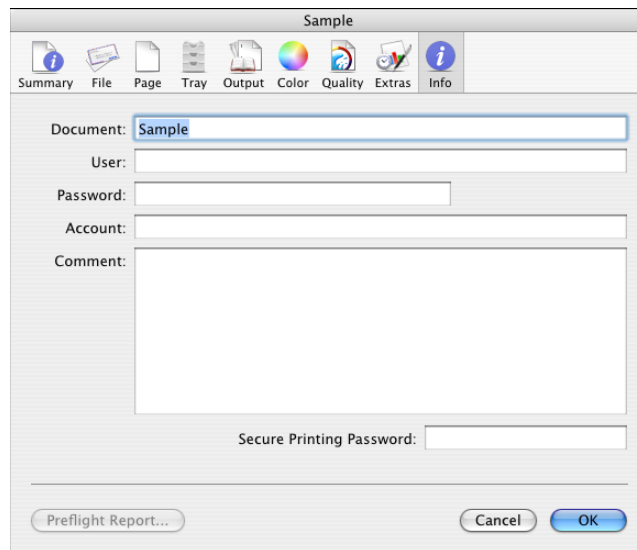 Sample
Summary File Page Tray Output Color Quality Extras Info
Document: Sample
User:
Password:
Account:
Comment:
Secure Printing Password:
Preflight Report... Cancel OK